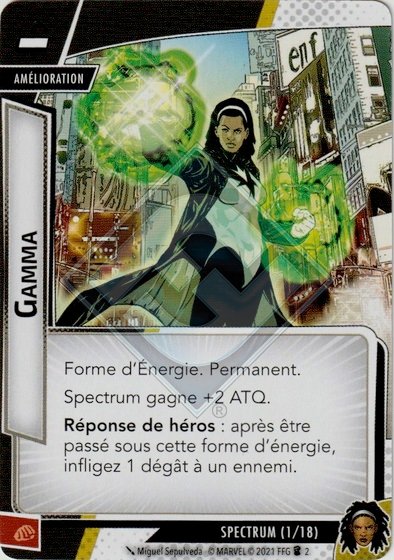 –
AMÉLIORATION
enf
GAMMA
Forme d'Énergie. Permanent.
Spectrum gagne +2 ATQ.
Réponse de héros : après être
passé sous cette forme d'énergie,
infligez 1 dégât à un ennemi.
®
SPECTRUM (1/18)
Miguel Sepulveda © MARVEL © 2021 FFG 2